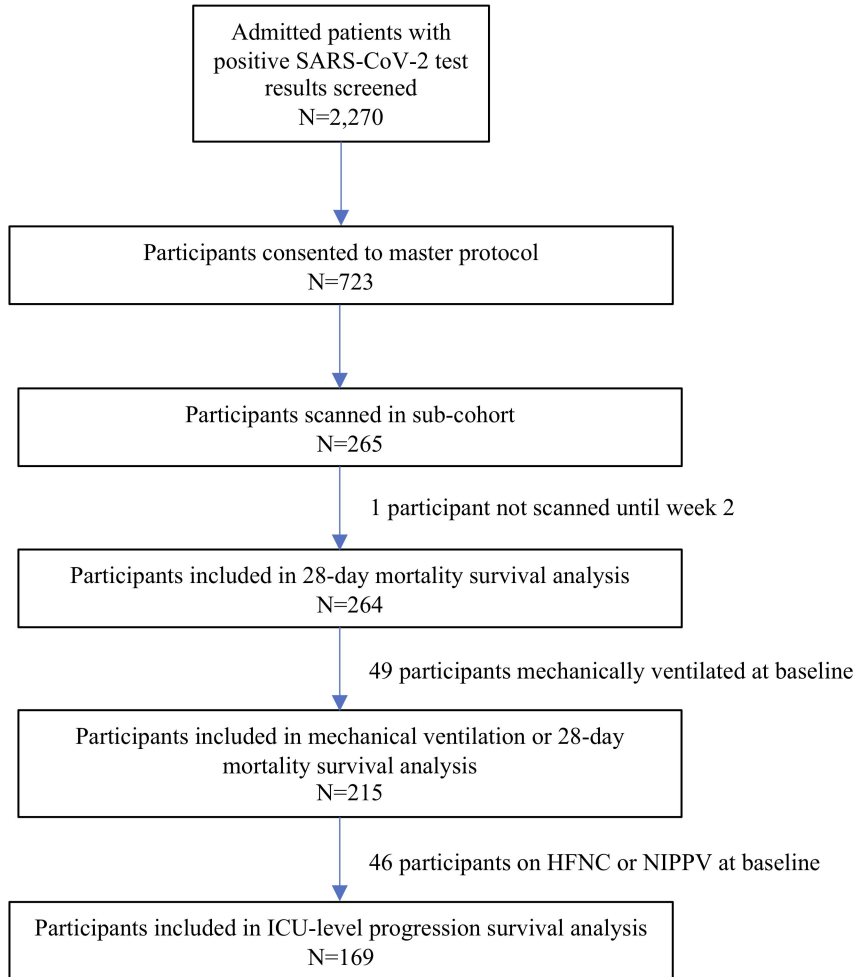 Admitted patients with
positive SARS-CoV-2 test
results screened
N=2,270
Participants consented to master protocol
N=723
Participants scanned in sub-cohort
N=265
1 participant not scanned until week 2
Participants included in 28-day mortality survival analysis
N=264
49 participants mechanically ventilated at baseline
Participants included in mechanical ventilation or 28-day
mortality survival analysis
N=215
46 participants on HFNC or NIPPV at baseline
Participants included in ICU-level progression survival analysis
N=169